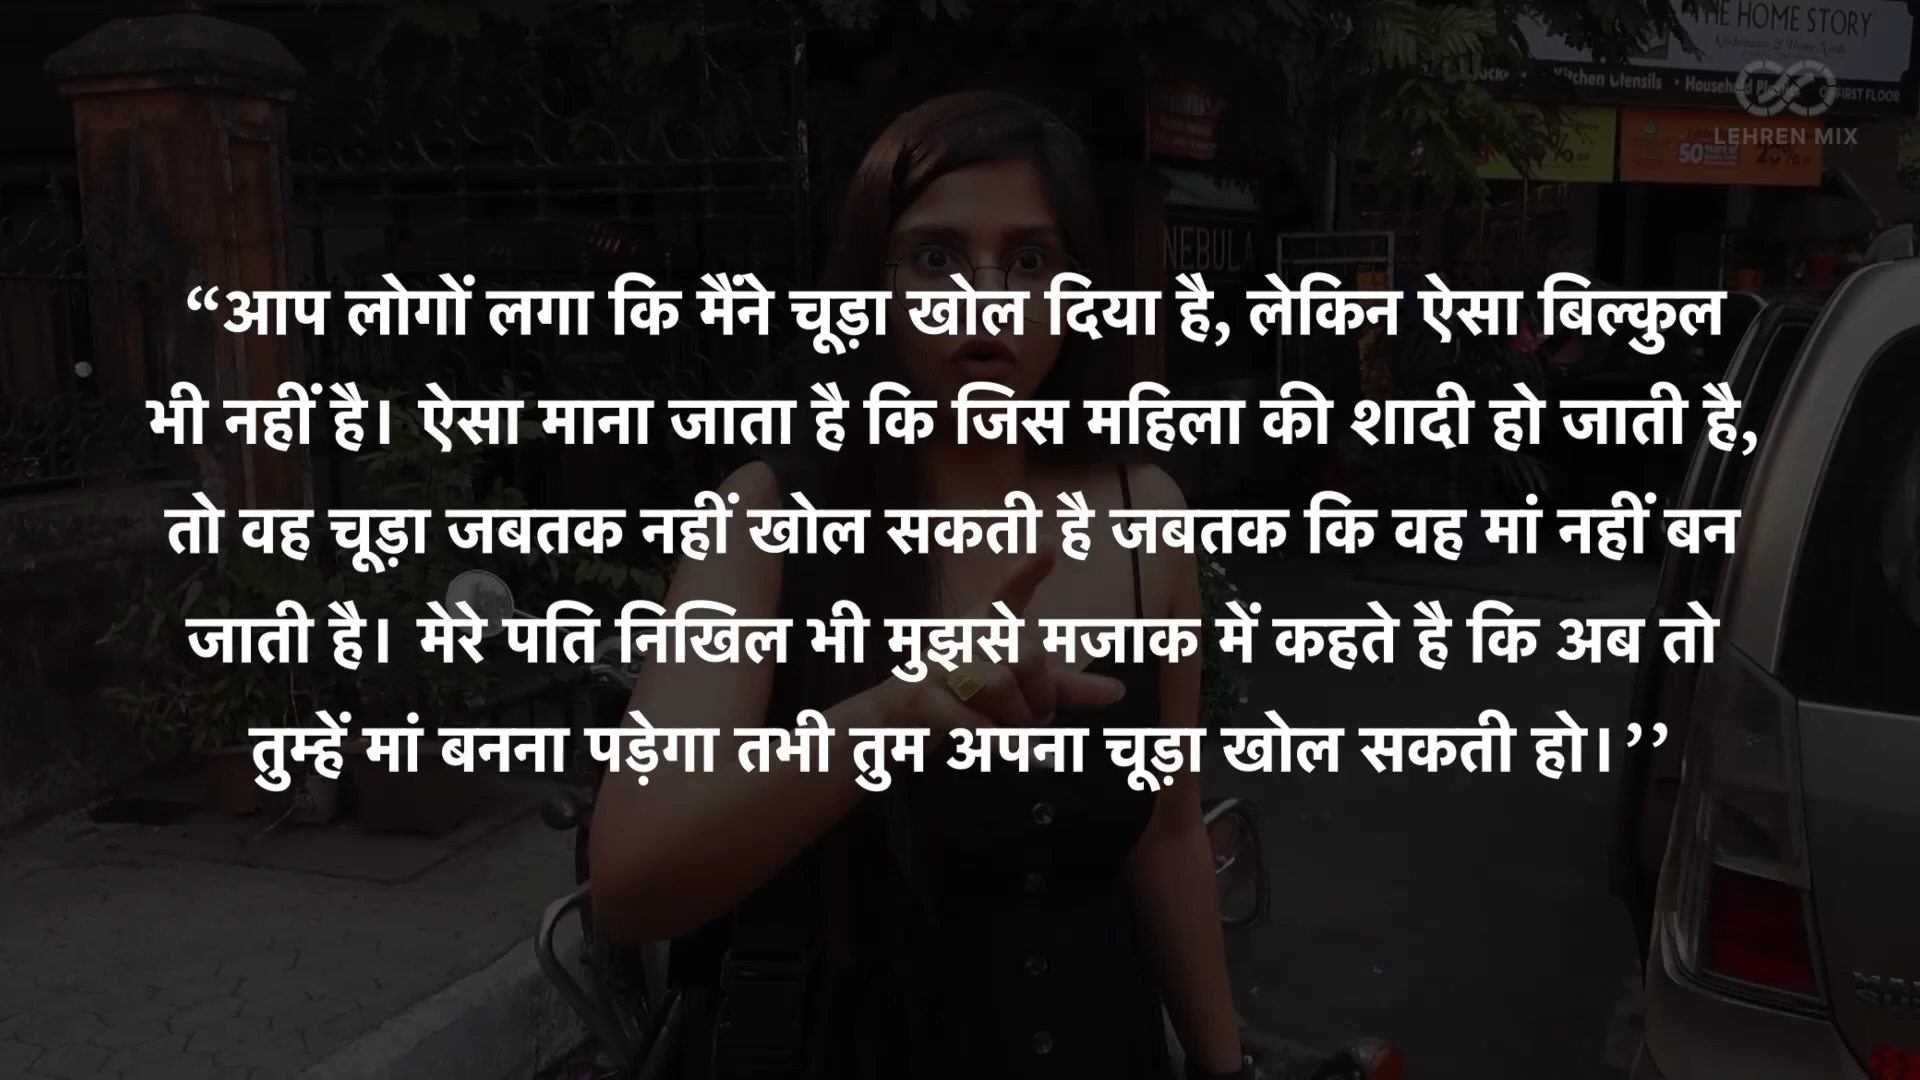 THE HOME STORY
Kitchen Utensils • Household
FIRST FLOOR
LEHREN MIX
50
NEBULA
“आप लोगों लगा कि मैंने चूड़ा खोल दिया है, लेकिन ऐसा बिल्कुल
भी नहीं है। ऐसा माना जाता है कि जिस महिला की शादी हो जाती है,
तो वह चूड़ा जबतक नहीं खोल सकती है जबतक कि वह मां नहीं बन
जाती है। मेरे पति निखिल भी मुझसे मजाक में कहते है कि अब तो
तुम्हें मां बनना पड़ेगा तभी तुम अपना चूड़ा खोल सकती हो।’’